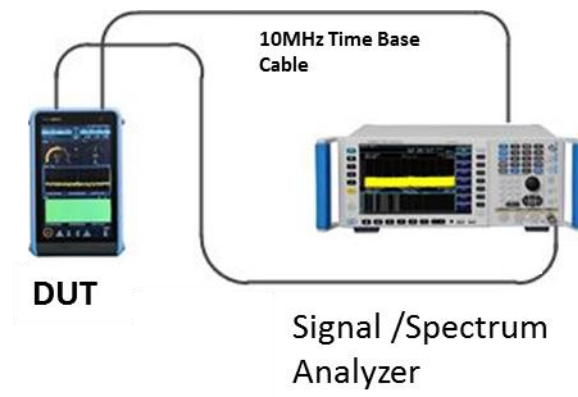 10MHz Time Base
Cable
DUT
Signal /Spectrum
Analyzer